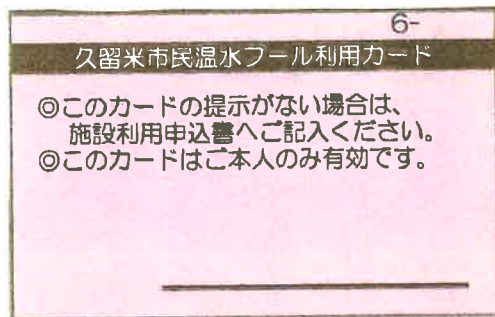 6-
久留米市民温水プール利用カード
◎このカードの提示がない場合は、
施設利用申込書へご記入ください。
◎このカードはご本人のみ有効です。